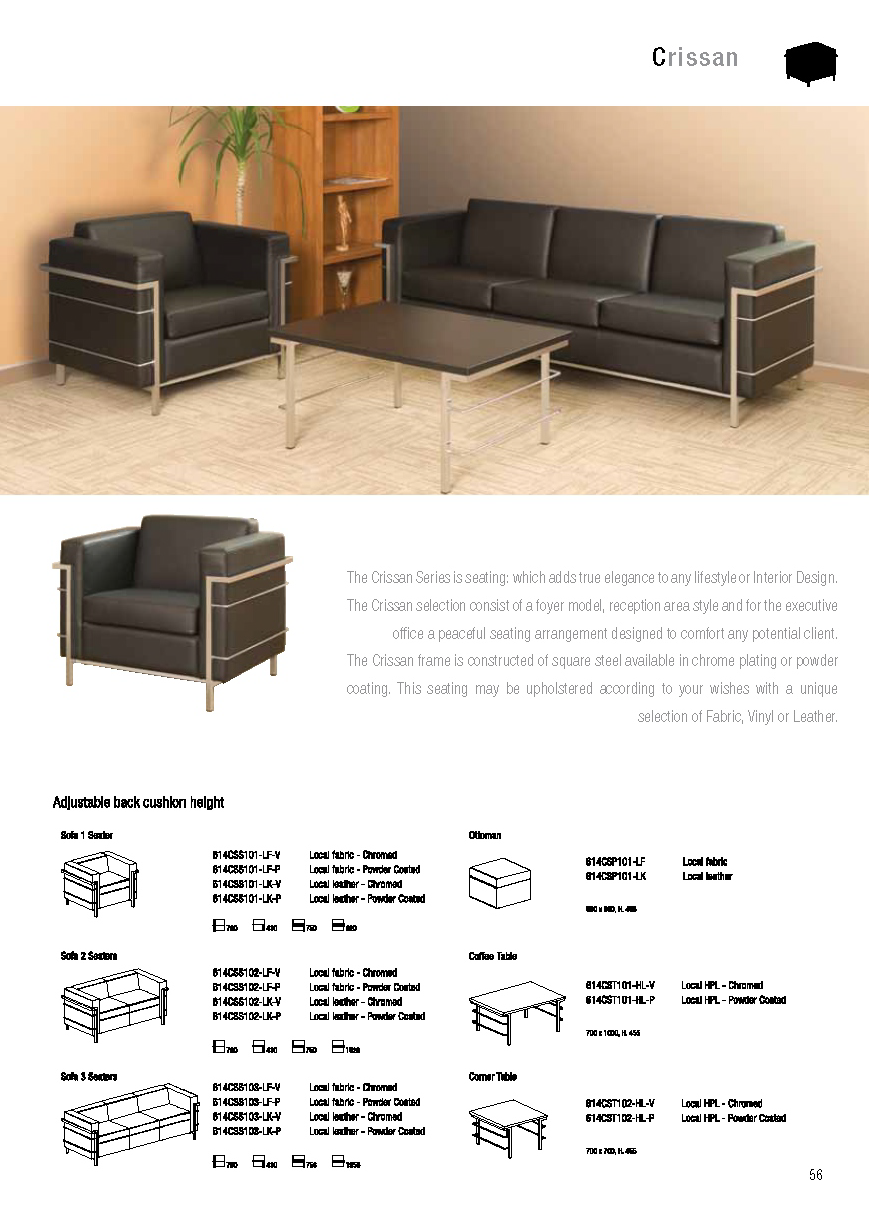 Crissan
The Crissan Series is seating: which adds true elegance to any lifestyle or Interior Design.
The Crissan selection consist of a foyer model, reception area style and for the executive
office a peaceful seating arrangement designed to comfort any potential client.
The Crissan frame is constructed of square steel available in chrome plating or powder
coating. This seating may be upholstered according to your wishes with a unique
selection of Fabric, Vinyl or Leather.
Adjustable back cushion height
Sofa 1 Seater
614CSS101-LF-V Local fabric - Chromed
614CSS101-LF-P Local fabric - Powder Coated
614CSS101-LK-V Local leather - Chromed
614CSS101-LK-P Local leather - Powder Coated
Sofa 2 Seaters
614CSS102-LF-V Local fabric - Chromed
614CSS102-LF-P Local fabric - Powder Coated
614CSS102-LK-V Local leather - Chromed
614CSS102-LK-P Local leather - Powder Coated
Sofa 3 Seaters
614CSS103-LF-V Local fabric - Chromed
614CSS103-LF-P Local fabric - Powder Coated
614CSS103-LK-V Local leather - Chromed
614CSS103-LK-P Local leather - Powder Coated
Ottoman
614CSP101-LF Local fabric
614CSP101-LK Local leather
Coffee Table
614CST101-HL-V Local HPL - Chromed
614CST101-HL-P Local HPL - Powder Coated
700 x 1000, H. 455
Corner Table
614CST102-HL-V Local HPL - Chromed
614CST102-HL-P Local HPL - Powder Coated
700 x 700, H. 455
56